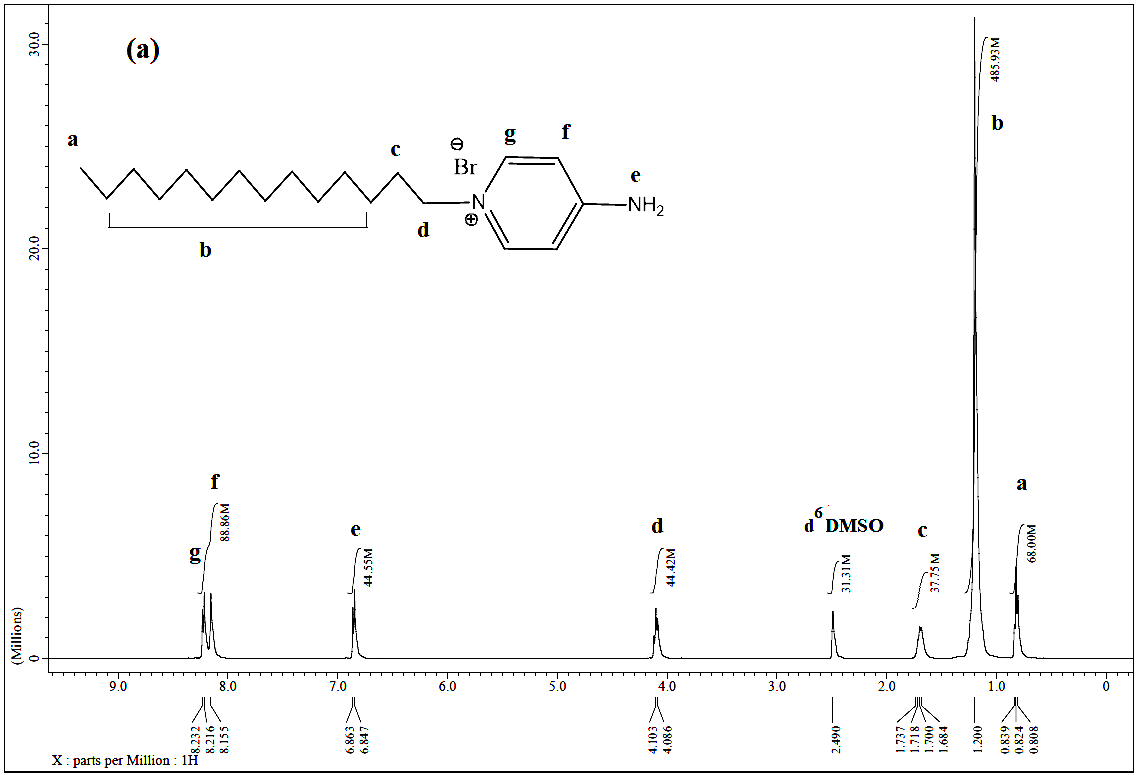 (a)
a
c
g
f
⊖
Br
e
N
⊕
NH2
d
b
b
30.0
20.0
10.0
0
(Millions)
485.93M
f
88.86M
g
e
44.55M
d
44.42M
d6 DMSO
31.31M
c
37.75M
a
68.00M
9.0 8.0 7.0 6.0 5.0 4.0 3.0 2.0 1.0 0
8.232
8.216
8.155
6.863
6.847
4.103
4.086
2.490
1.737
1.718
1.700
1.684
1.200
0.839
0.824
0.808
X : parts per Million : 1H